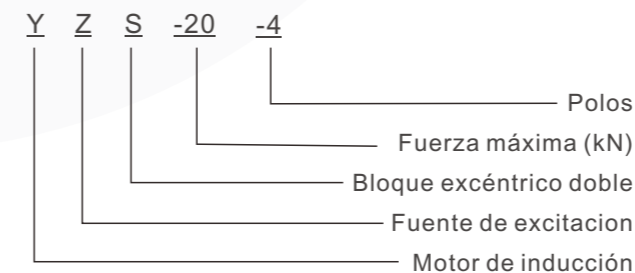 Y Z S -20 -4
Polos
Fuerza máxima (kN)
Bloque excéntrico doble
Fuente de excitacion
Motor de inducción